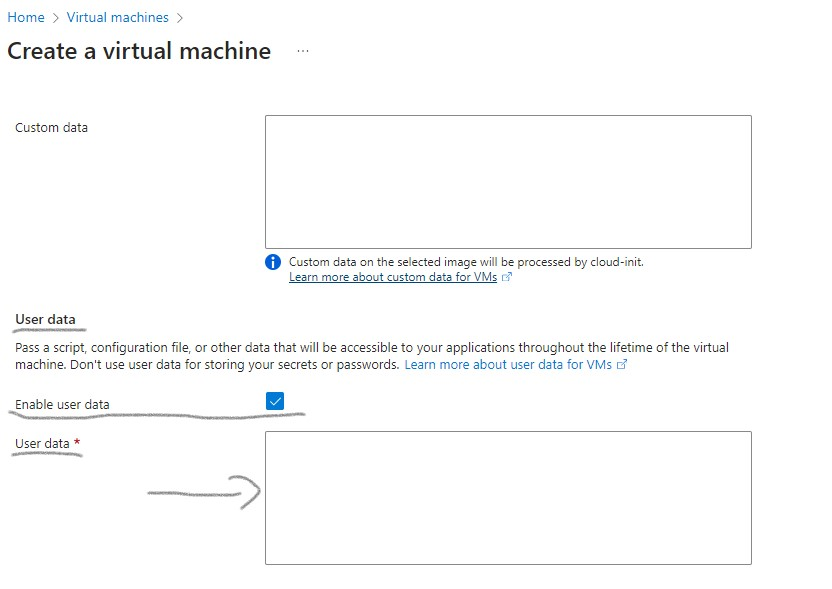 Home > Virtual machines >
Create a virtual machine ...
Custom data
Custom data on the selected image will be processed by cloud-init.
Learn more about custom data for VMs
User data
Pass a script, configuration file, or other data that will be accessible to your applications throughout the lifetime of the virtual
machine. Don't use user data for storing your secrets or passwords. Learn more about user data for VMs
Enable user data
User data *